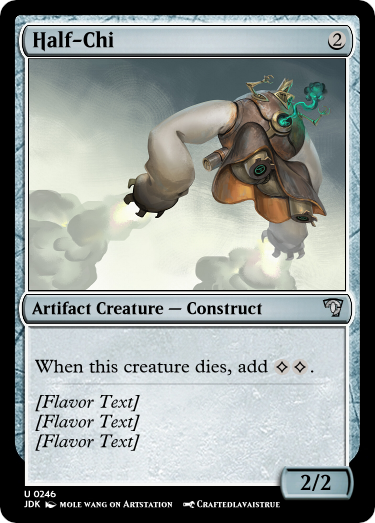 Half-Chi 2
Artifact Creature — Construct
When this creature dies, add ◇◇.
[Flavor Text]
[Flavor Text]
[Flavor Text]
2/2
U 0246
JDK MOLE WANG ON ARTSTATION CRAFTEDLAVAISTRUE